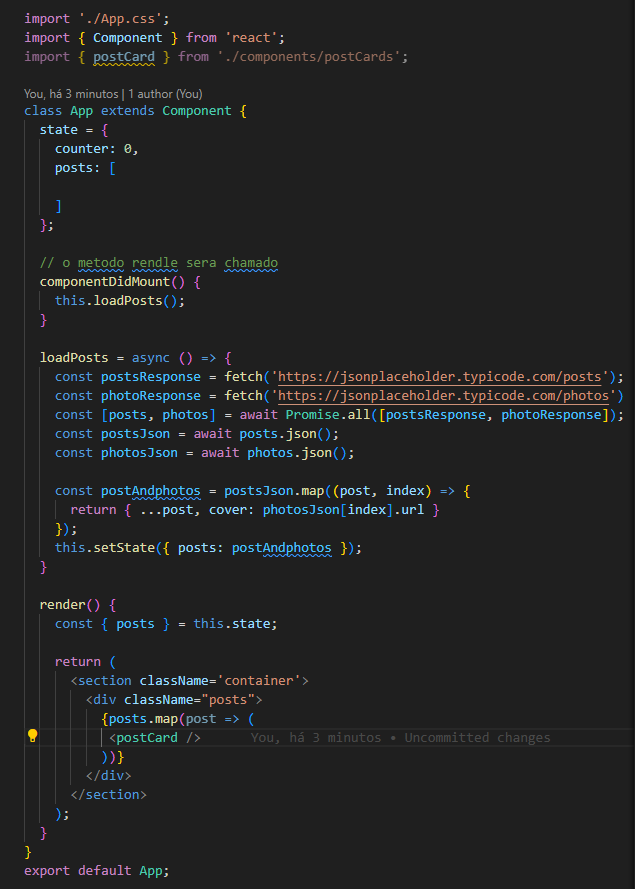 import './App.css';
import { Component } from 'react';
import { postCard } from './components/postCards';
You, há 3 minutos | 1 author (You)
class App extends Component {
state = {
counter: 0,
posts: [
]
};
// o metodo rendle sera chamado
componentDidMount() {
this.loadPosts();
}
loadPosts = async () => {
const postsResponse = fetch('https://jsonplaceholder.typicode.com/posts');
const photoResponse = fetch('https://jsonplaceholder.typicode.com/photos')
const [posts, photos] = await Promise.all([postsResponse, photoResponse]);
const postsJson = await posts.json();
const photosJson = await photos.json();
const postAndphotos = postsJson.map((post, index) => {
return { ...post, cover: photosJson[index].url }
});
this.setState({ posts: postAndphotos });
}
render() {
const { posts } = this.state;
return (
<section className='container'>
<div className="posts">
{posts.map(post => (
<postCard /> You, há 3 minutos • Uncommitted changes
))}
</div>
</section>
);
}
}
export default App;